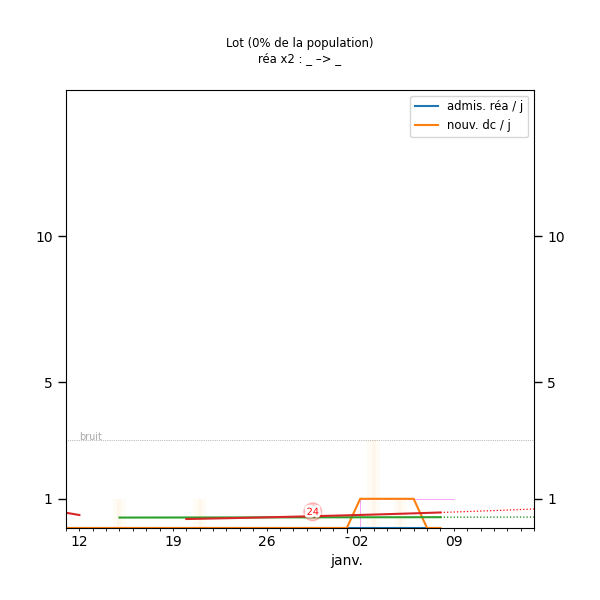 Lot (0% de la population)
réa x2 : _ –> _
admis. réa / j
nouv. dc / j
10 10
5 5
bruit
1 1
24
12 19 26 02 09
janv.